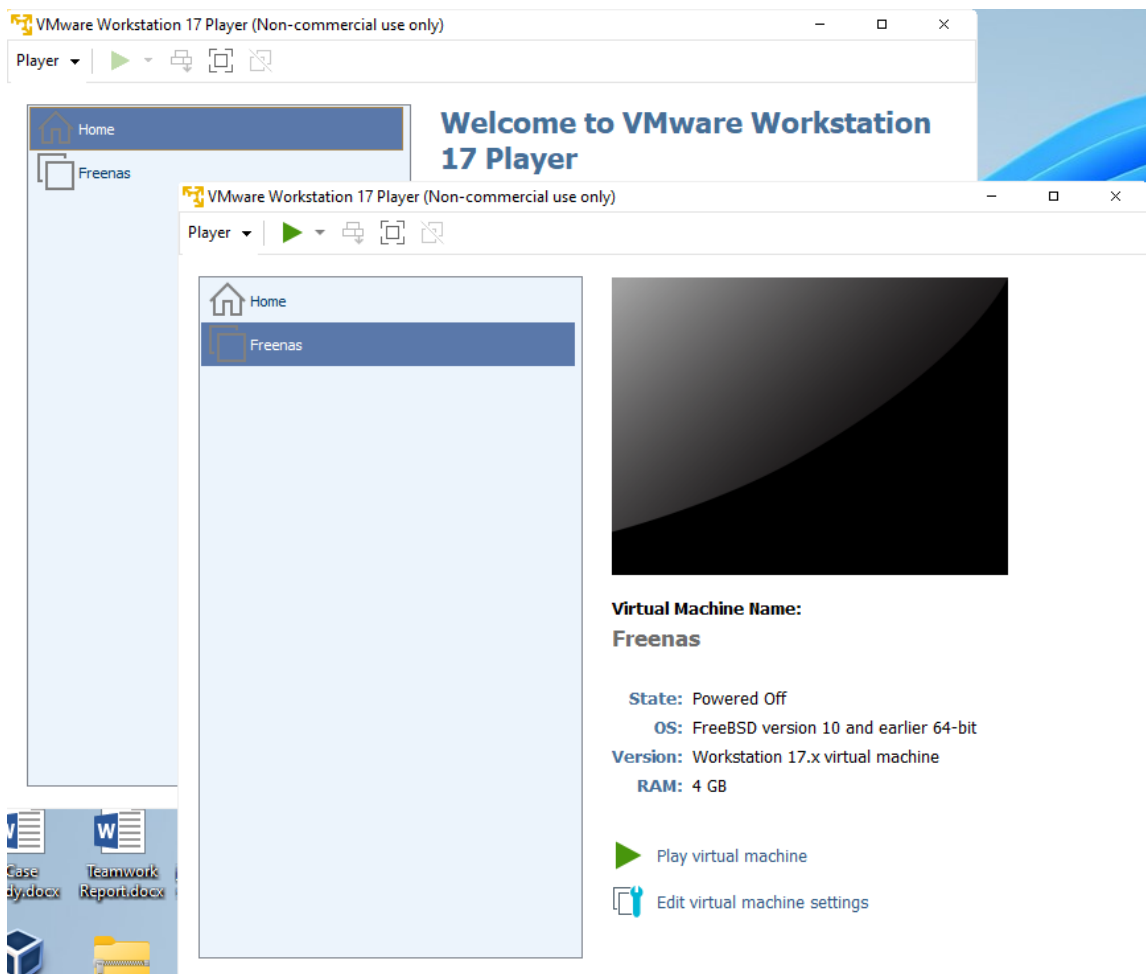 VMware Workstation 17 Player (Non-commercial use only)
Player
Home
Freenas
Welcome to VMware Workstation
17 Player
VMware Workstation 17 Player (Non-commercial use only)
Player
Home
Freenas
Virtual Machine Name:
Freenas
State: Powered Off
OS: FreeBSD version 10 and earlier 64-bit
Version: Workstation 17.x virtual machine
RAM: 4 GB
Play virtual machine
Edit virtual machine settings
Case
dy.docx
Teamwork
Report.docx